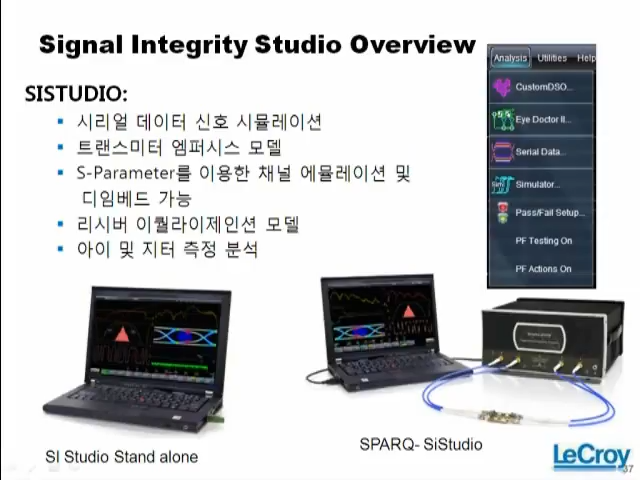 Signal Integrity Studio Overview
SISTUDIO:
▪ 시리얼 데이터 신호 시뮬레이션
▪ 트랜스미터 엠퍼시스 모델
▪ S-Parameter를 이용한 채널 에뮬레이션 및
디임베드 가능
▪ 리시버 이퀄라이제인션 모델
▪ 아이 및 지터 측정 분석
Analysis Utilities Help
CustomDSO...
Eye Doctor II...
Serial Data...
Simulator...
Pass/Fail Setup...
PF Testing On
PF Actions On
SI Studio Stand alone
SPARQ- SiStudio
LeCroy
37